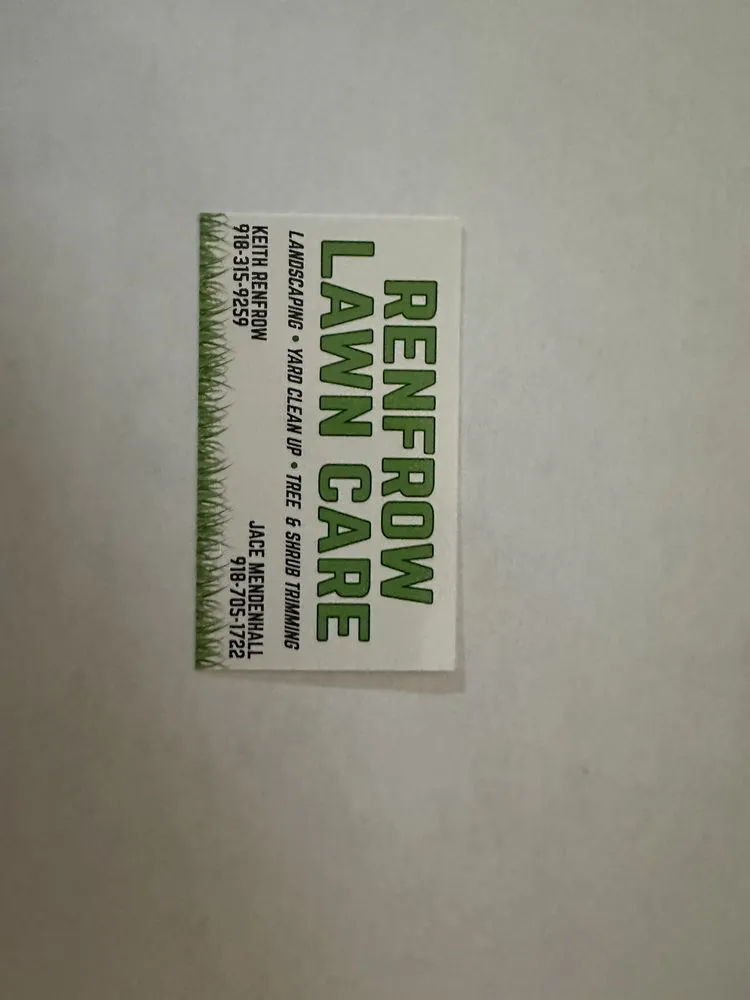 RENFROW
LAWN CARE
LANDSCAPING • YARD CLEAN UP • TREE & SHRUB TRIMMING
KEITH RENFROW
918-315-9259
JACE MENDENHALL
918-705-1722